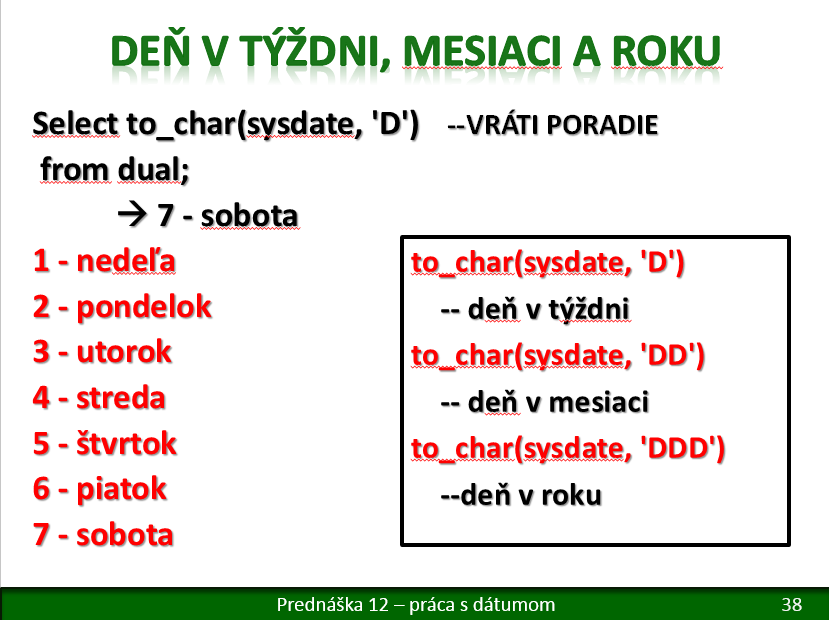 DEŇ V TÝŽDNI, MESIACI A ROKU
Select to_char(sysdate, 'D') --VRÁTI PORADIE
from dual;
→ 7 - sobota
1 - nedeľa
2 - pondelok
3 - utorok
4 - streda
5 - štvrtok
6 - piatok
7 - sobota
to_char(sysdate, 'D')
-- deň v týždni
to_char(sysdate, 'DD')
-- deň v mesiaci
to_char(sysdate, 'DDD')
--deň v roku
Prednáška 12 – práca s dátumom 38